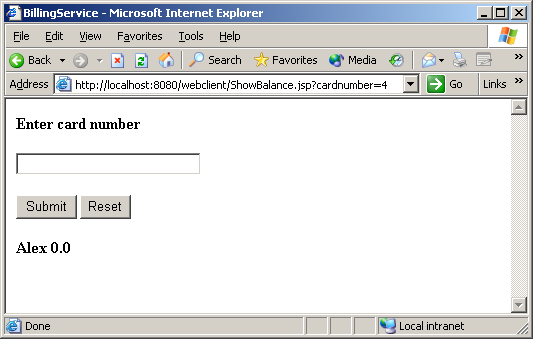 BillingService - Microsoft Internet Explorer
File Edit View Favorites Tools Help
Back Search Favorites Media »
Address http://localhost:8080/webclient/ShowBalance.jsp?cardnumber=4 Go Links »
Enter card number
Submit Reset
Alex 0.0
Done Local intranet